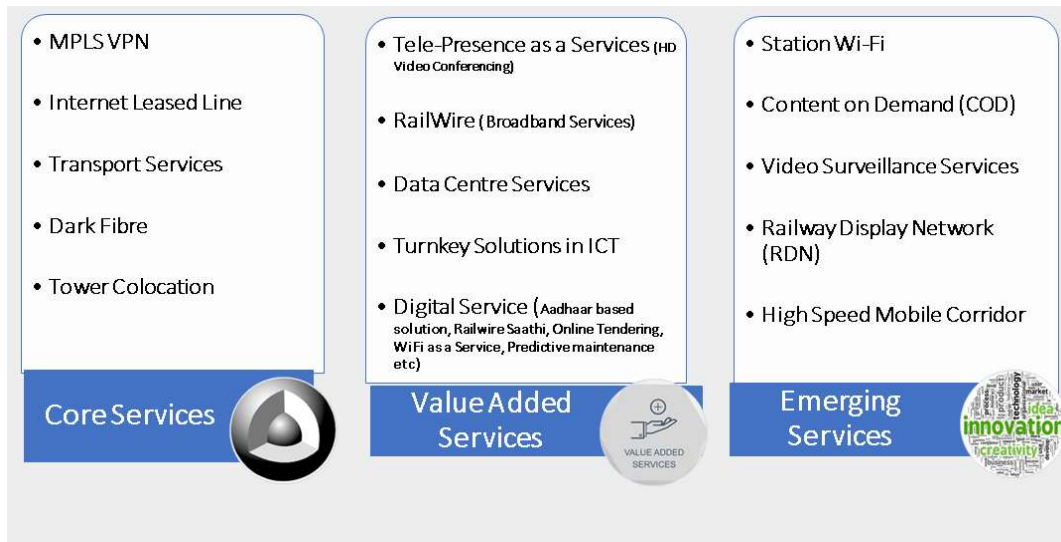 • MPLS VPN
• Internet Leased Line
• Transport Services
• Dark Fibre
• Tower Colocation
Core Services
• Tele-Presence as a Services (HD
Video Conferencing)
• RailWire (Broadband Services)
• Data Centre Services
• Turnkey Solutions in ICT
• Digital Service (Aadhaar based
solution, Railwire Saathi, Online Tendering,
WiFi as a Service, Predictive maintenance
etc)
Value Added
Services
VALUE ADDED
SERVICES
• Station Wi-Fi
• Content on Demand (COD)
• Video Surveillance Services
• Railway Display Network
(RDN)
• High Speed Mobile Corridor
Emerging
Services
product
technology
market
idea
innovation
creativity
business